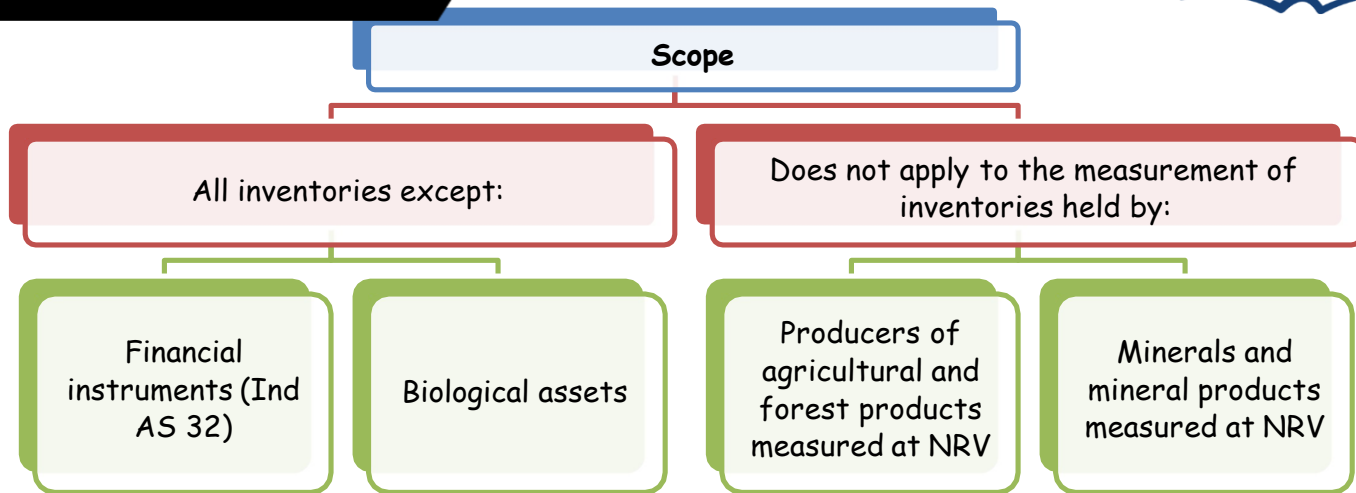 Scope
All inventories except:
Does not apply to the measurement of
inventories held by:
Financial
instruments (Ind
AS 32)
Biological assets
Producers of
agricultural and
forest products
measured at NRV
Minerals and
mineral products
measured at NRV